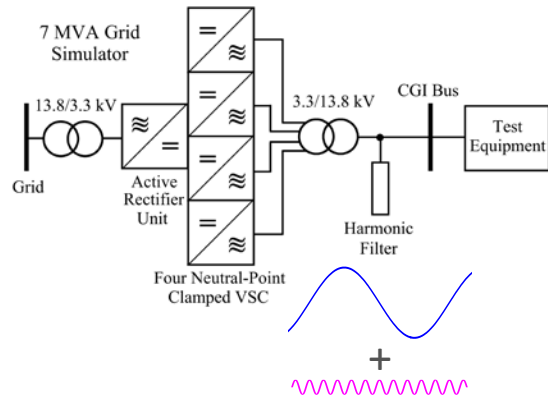 7 MVA Grid
Simulator
13.8/3.3 kV
3.3/13.8 kV
CGI Bus
Test
Equipment
Grid
Active
Rectifier
Unit
Harmonic
Filter
Four Neutral-Point
Clamped VSC
=
≋
≋
=
=
≋
=
≋
=
≋
+